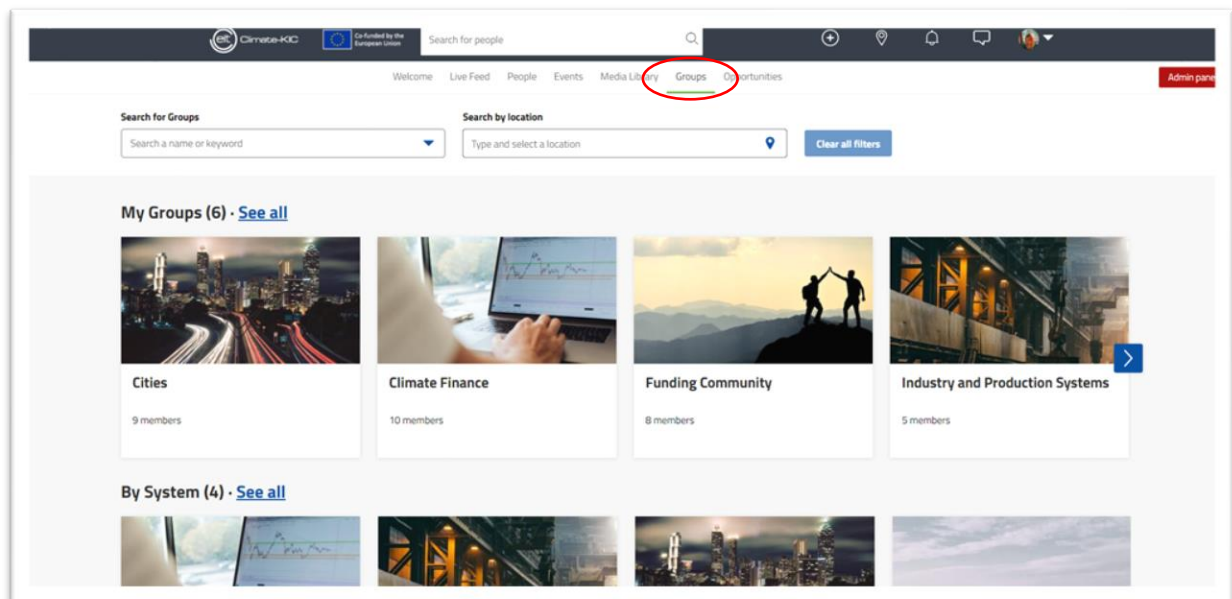 eit Climate-KIC
Co-funded by the
European Union
Search for people
Welcome Live Feed People Events Media Library Groups Opportunities
Admin pane
Search for Groups
Search by location
Search a name or keyword
Type and select a location
Clear all filters
My Groups (6) · See all
Cities
Climate Finance
Funding Community
Industry and Production Systems
9 members
10 members
8 members
5 members
By System (4) · See all